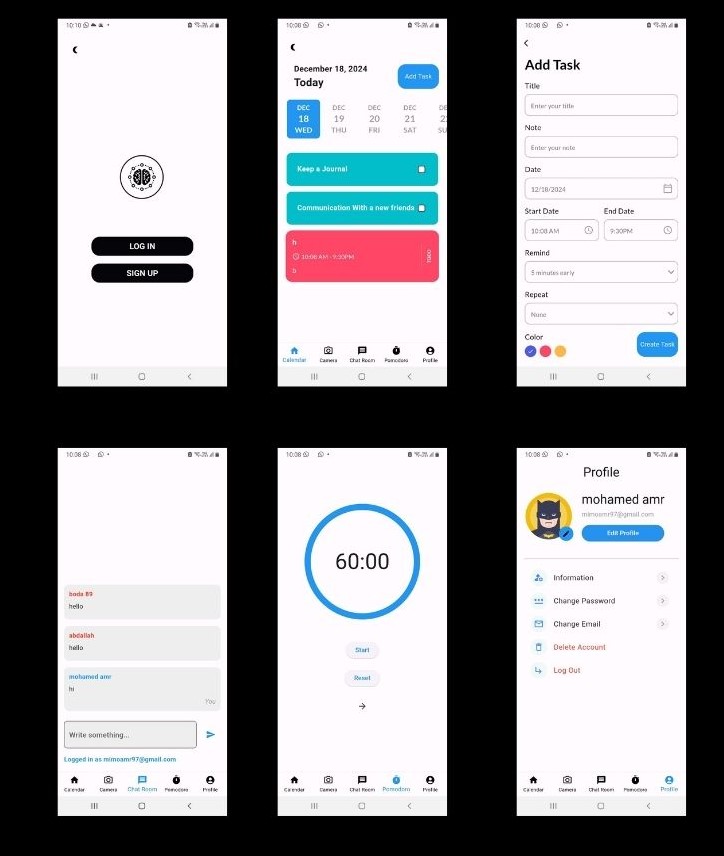 10:10
LOG IN
SIGN UP
10:08
December 18, 2024
Today
Add Task
DEC
18
WED
DEC
19
THU
DEC
20
FRI
DEC
21
SAT
DEC
SU
Keep a Journal
Communication With a new friends
h
10:08 AM - 9:30PM
b
TODO
Calendar
Camera
Chat Room
Pomodoro
Profile
10:08
Add Task
Title
Enter your title
Note
Enter your note
Date
12/18/2024
Start Date
End Date
10:08 AM
9:30PM
Remind
5 minutes early
Repeat
None
Color
Create Task
10:08
boda 89
hello
abdallah
hello
mohamed amr
hi
You
Write something...
Logged in as mimoamr97@gmail.com
Calendar
Camera
Chat Room
Pomodoro
Profile
10:08
60:00
Start
Reset
Calendar
Camera
Chat Room
Pomodoro
Profile
10:08
Profile
mohamed amr
mimoamr97@gmail.com
Edit Profile
Information
Change Password
Change Email
Delete Account
Log Out
Calendar
Camera
Chat Room
Pomodoro
Profile